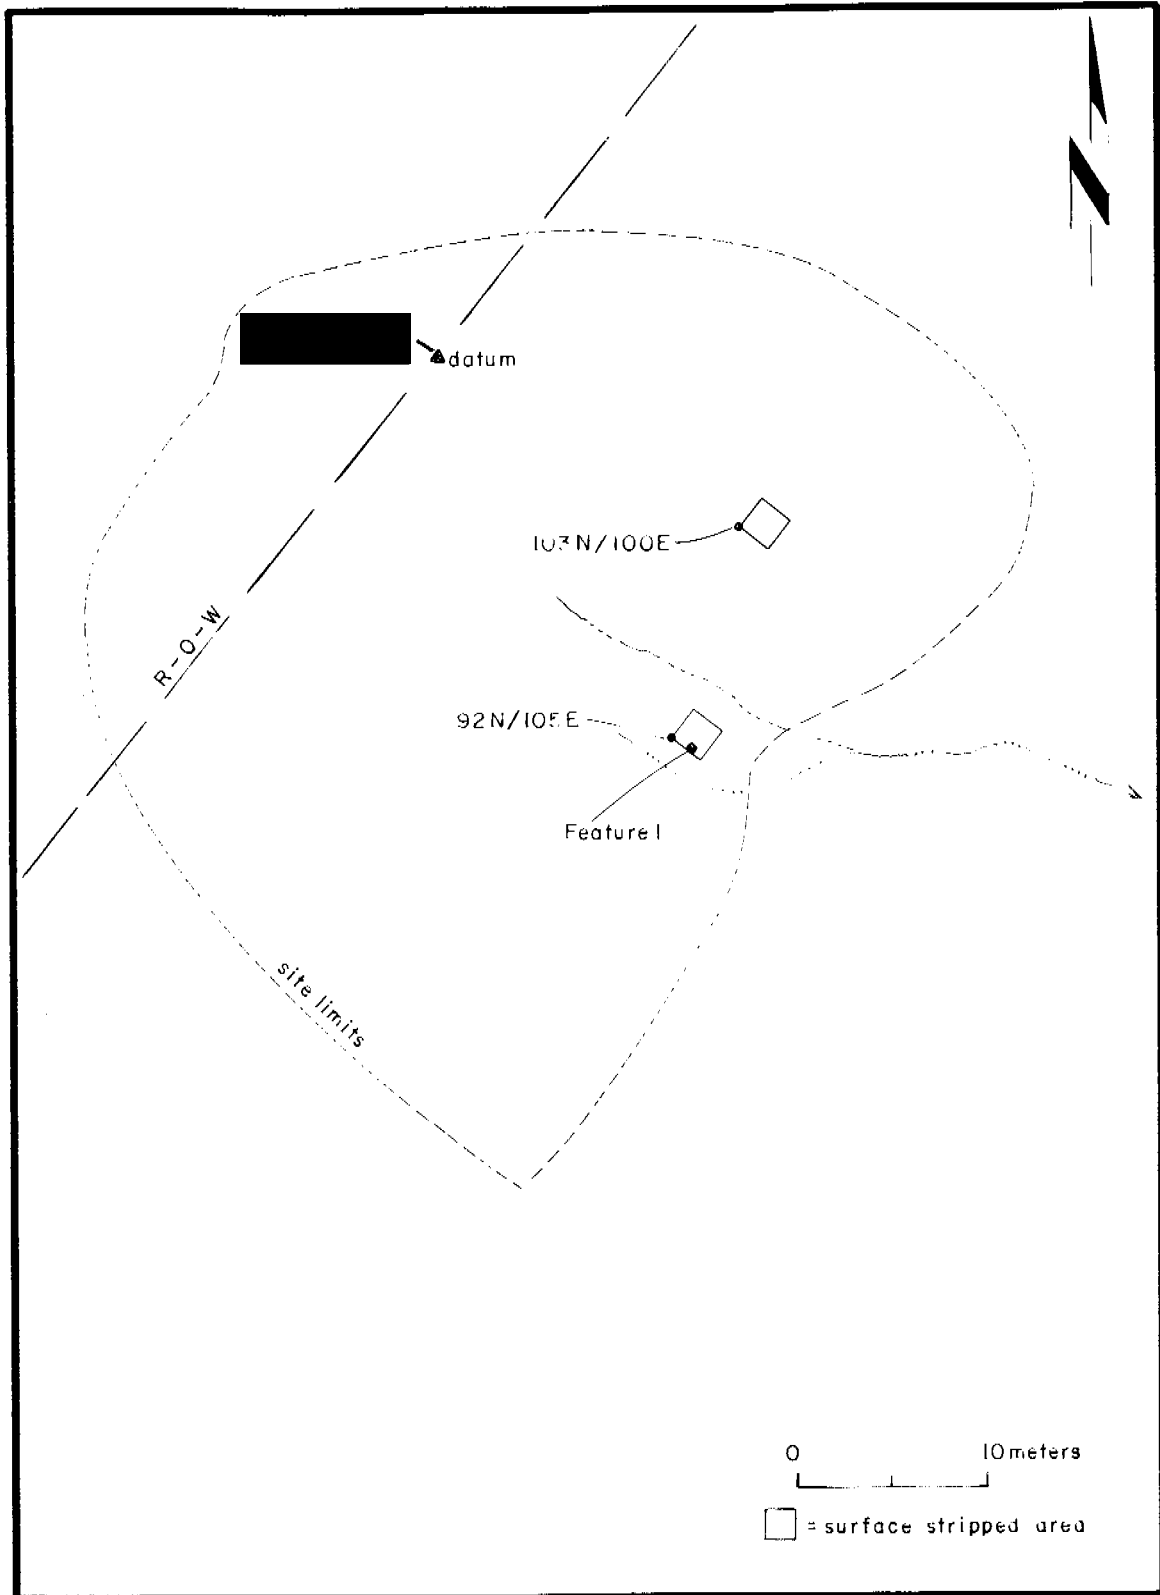 N
datum
103N/100E
R-O-W
92N/105E
Feature 1
site limits
0 10 meters
= surface stripped area